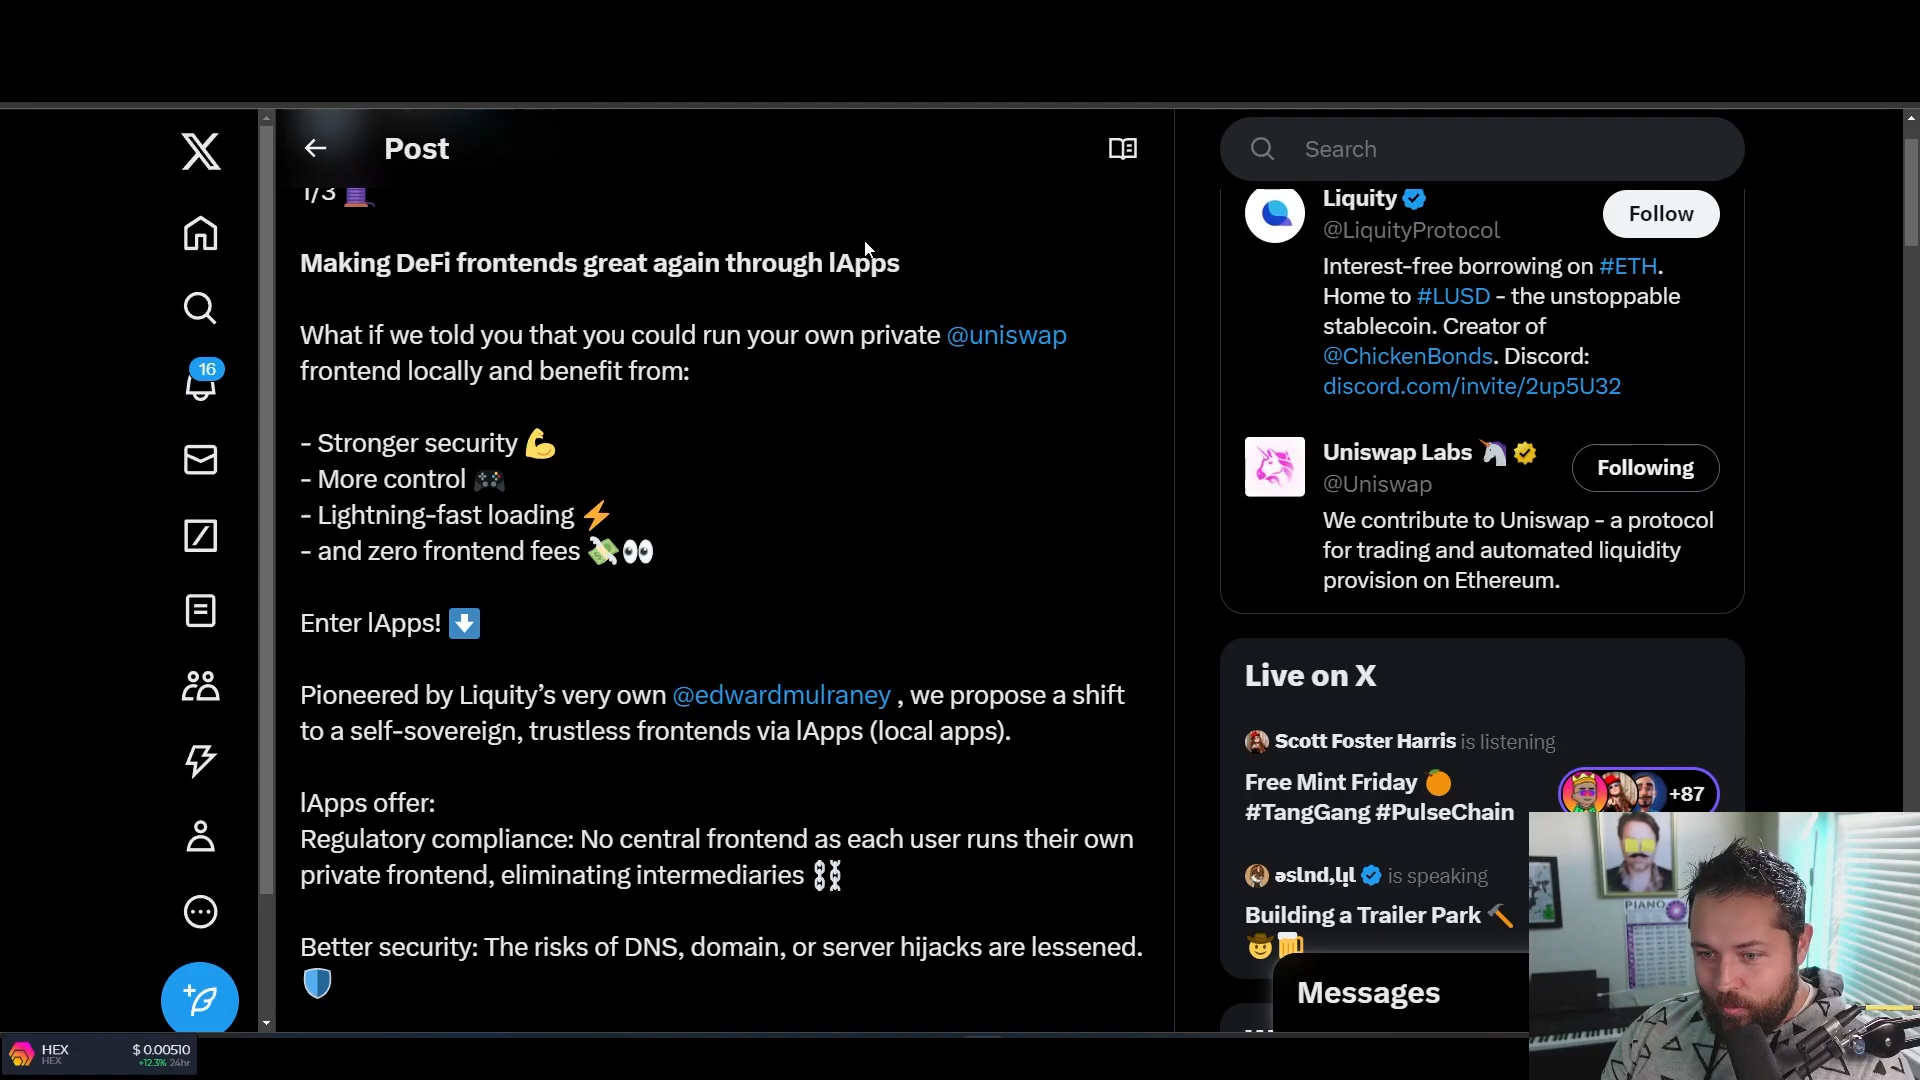 Post
Search
1/3
Making DeFi frontends great again through lApps
What if we told you that you could run your own private @uniswap
frontend locally and benefit from:
- Stronger security 💪
- More control 🎮
- Lightning-fast loading ⚡
- and zero frontend fees 💸👀
Enter lApps! ⬇️
Pioneered by Liquity’s very own @edwardmulraney , we propose a shift
to a self-sovereign, trustless frontends via lApps (local apps).
lApps offer:
Regulatory compliance: No central frontend as each user runs their own
private frontend, eliminating intermediaries ⛓️
Better security: The risks of DNS, domain, or server hijacks are lessened.
🛡️
Liquity
Follow
@LiquityProtocol
Interest-free borrowing on #ETH.
Home to #LUSD - the unstoppable
stablecoin. Creator of
@ChickenBonds. Discord:
discord.com/invite/2up5U32
Uniswap Labs 🦄
Following
@Uniswap
We contribute to Uniswap - a protocol
for trading and automated liquidity
provision on Ethereum.
Live on X
Scott Foster Harris is listening
Free Mint Friday 🍊
#TangGang #PulseChain
+87
ǝslnd,lᴉl is speaking
Building a Trailer Park 🔨
🤠🍻
Messages
16
HEX
HEX
$ 0.00510
+12.3% 24hr
PIANO